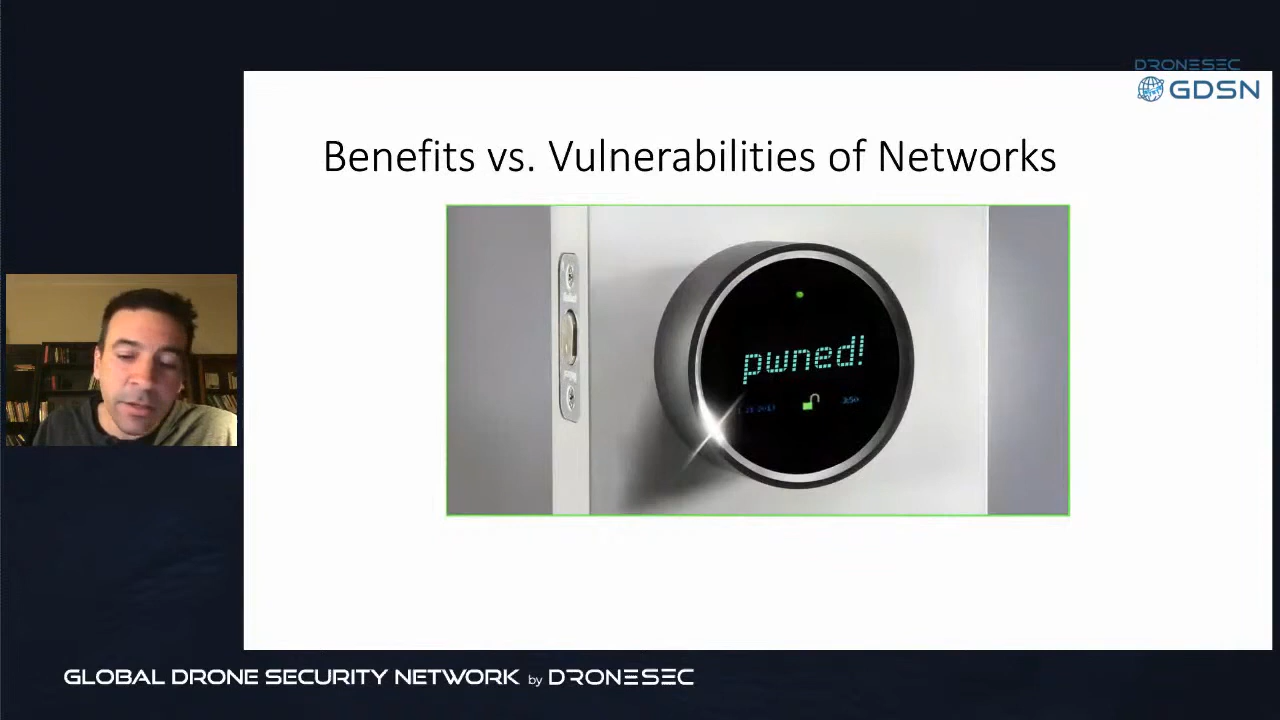 DRONESEC
GDSN
Benefits vs. Vulnerabilities of Networks
pwned!
GLOBAL DRONE SECURITY NETWORK by DRONESEC